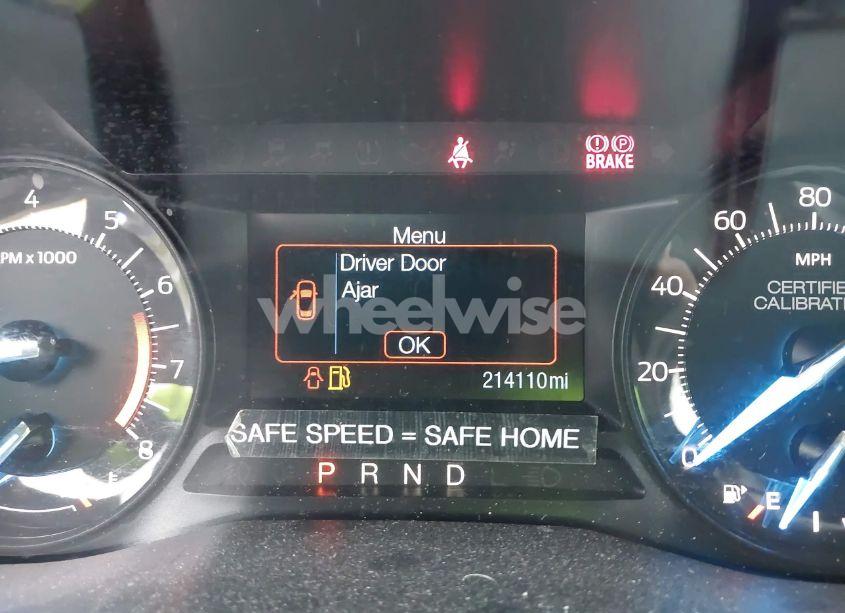 BRAKE
4
5
6
7
8
PM x 1000
Menu
Driver Door
Ajar
OK
214110mi
wheelwise
SAFE SPEED = SAFE HOME
P R N D L
80
60
40
20
0
MPH
CERTIFIE
CALIBRAT
E